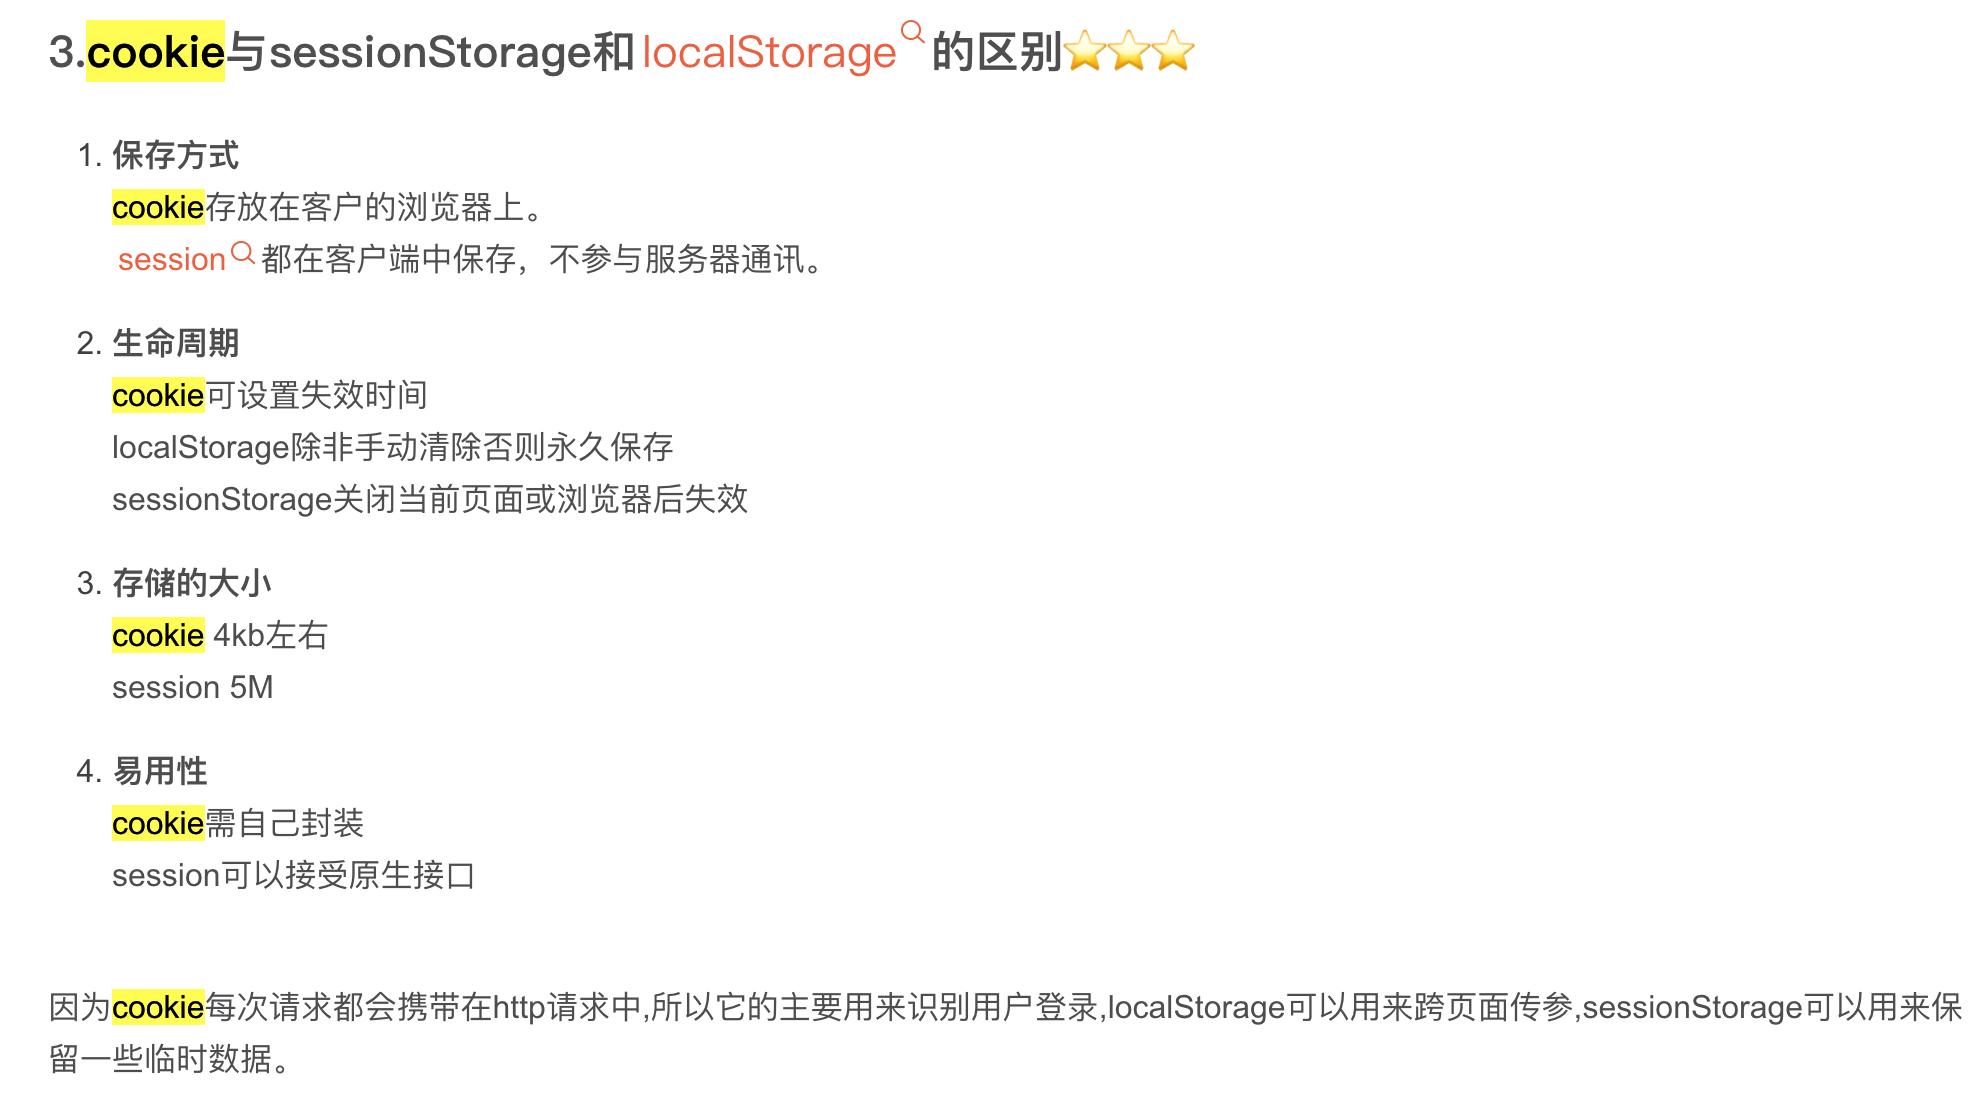 3.cookie与sessionStorage和localStorage的区别⭐⭐⭐
1. 保存方式
cookie存放在客户的浏览器上。
session都在客户端中保存，不参与服务器通讯。
2. 生命周期
cookie可设置失效时间
localStorage除非手动清除否则永久保存
sessionStorage关闭当前页面或浏览器后失效
3. 存储的大小
cookie 4kb左右
session 5M
4. 易用性
cookie需自己封装
session可以接受原生接口
因为cookie每次请求都会携带在http请求中,所以它的主要用来识别用户登录,localStorage可以用来跨页面传参,sessionStorage可以用来保
留一些临时数据。